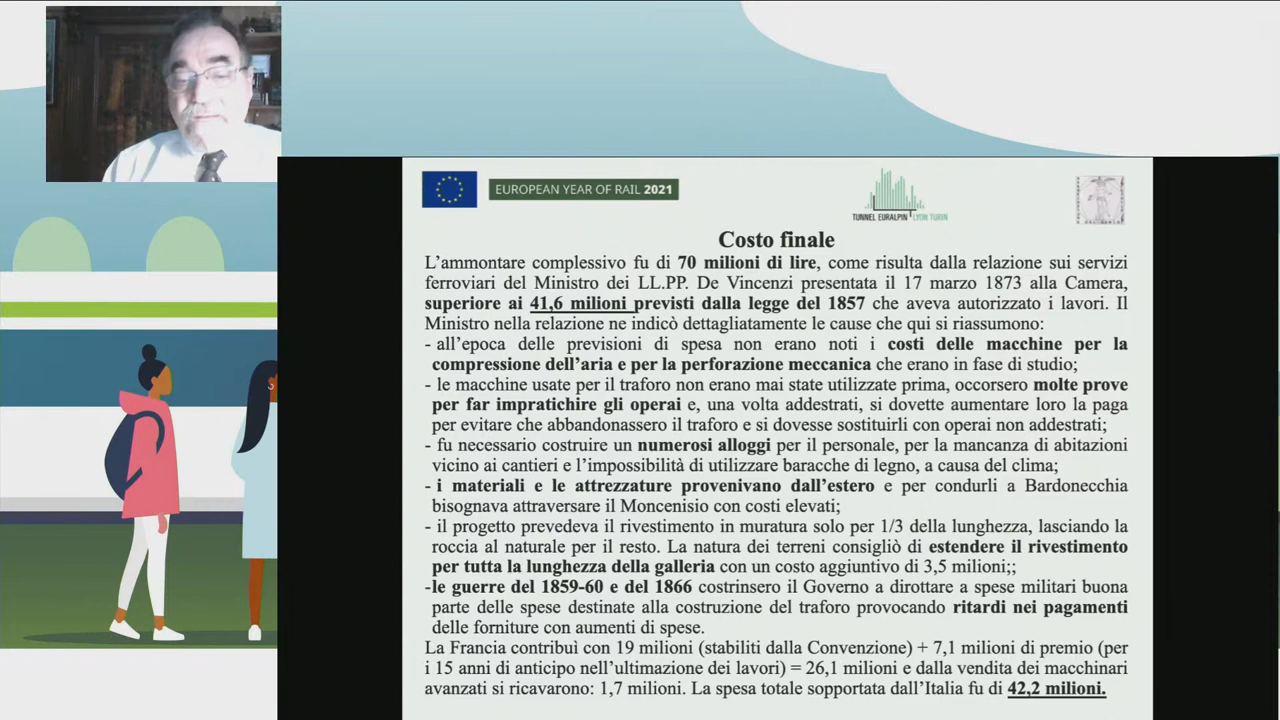 EUROPEAN YEAR OF RAIL 2021
TUNNEL EURALPIN LYON TURIN
Costo finale
L'ammontare complessivo fu di 70 milioni di lire, come risulta dalla relazione sui servizi
ferroviari del Ministro dei LL.PP. De Vincenzi presentata il 17 marzo 1873 alla Camera,
superiore ai 41,6 milioni previsti dalla legge del 1857 che aveva autorizzato i lavori. Il
Ministro nella relazione ne indicò dettagliatamente le cause che qui si riassumono:
- all'epoca delle previsioni di spesa non erano noti i costi delle macchine per la
compressione dell'aria e per la perforazione meccanica che erano in fase di studio;
- le macchine usate per il traforo non erano mai state utilizzate prima, occorsero molte prove
per far impratichire gli operai e, una volta addestrati, si dovette aumentare loro la paga
per evitare che abbandonassero il traforo e si dovesse sostituirli con operai non addestrati;
- fu necessario costruire un numerosi alloggi per il personale, per la mancanza di abitazioni
vicino ai cantieri e l'impossibilità di utilizzare baracche di legno, a causa del clima;
- i materiali e le attrezzature provenivano dall'estero e per condurli a Bardonecchia
bisognava attraversare il Moncenisio con costi elevati;
- il progetto prevedeva il rivestimento in muratura solo per 1/3 della lunghezza, lasciando la
roccia al naturale per il resto. La natura dei terreni consigliò di estendere il rivestimento
per tutta la lunghezza della galleria con un costo aggiuntivo di 3,5 milioni;;
-le guerre del 1859-60 e del 1866 costrinsero il Governo a dirottare a spese militari buona
parte delle spese destinate alla costruzione del traforo provocando ritardi nei pagamenti
delle forniture con aumenti di spese.
La Francia contribuì con 19 milioni (stabiliti dalla Convenzione) + 7,1 milioni di premio (per
i 15 anni di anticipo nell'ultimazione dei lavori) = 26,1 milioni e dalla vendita dei macchinari
avanzati si ricavarono: 1,7 milioni. La spesa totale sopportata dall'Italia fu di 42,2 milioni.